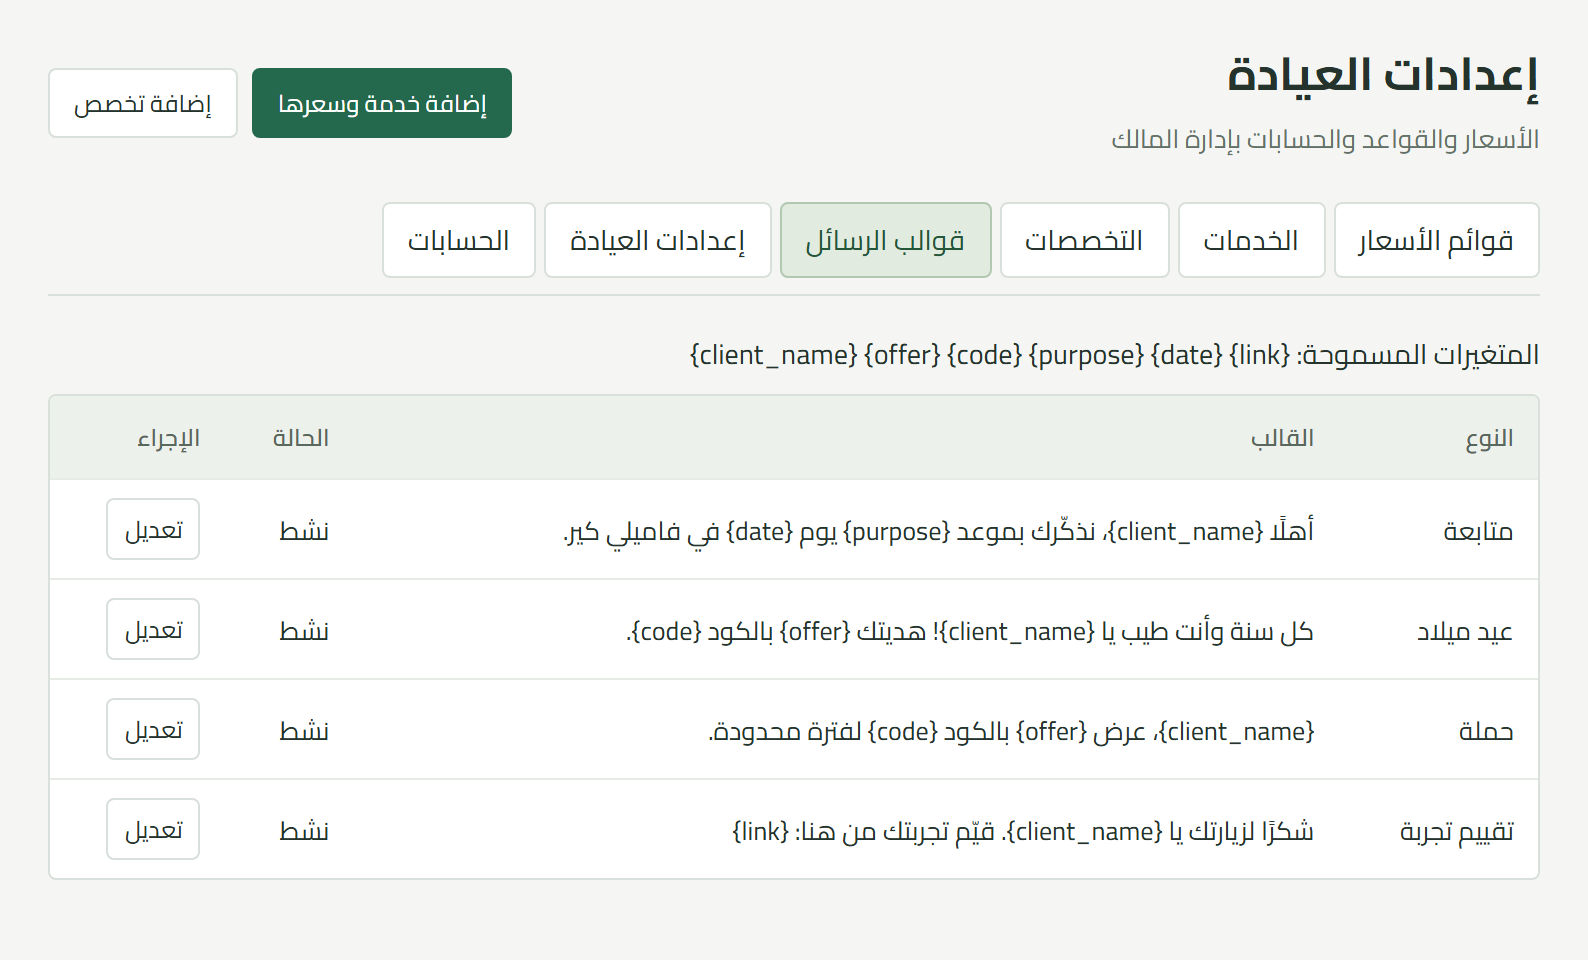 إعدادات العيادة
الأسعار والقواعد والحسابات بإدارة المالك
إضافة خدمة وسعرها
إضافة تخصص
قوائم الأسعار
الخدمات
التخصصات
قوالب الرسائل
إعدادات العيادة
الحسابات
المتغيرات المسموحة: {client_name} {offer} {code} {purpose} {date} {link}
النوع القالب الحالة الإجراء
متابعة أهلًا {client_name}، نذكّرك بموعد {purpose} يوم {date} في فاميلي كير. نشط تعديل
عيد ميلاد كل سنة وأنت طيب يا {client_name}! هديتك {offer} بالكود {code}. نشط تعديل
حملة {client_name}، عرض {offer} بالكود {code} لفترة محدودة. نشط تعديل
تقييم تجربة شكرًا لزيارتك يا {client_name}. قيّم تجربتك من هنا: {link} نشط تعديل